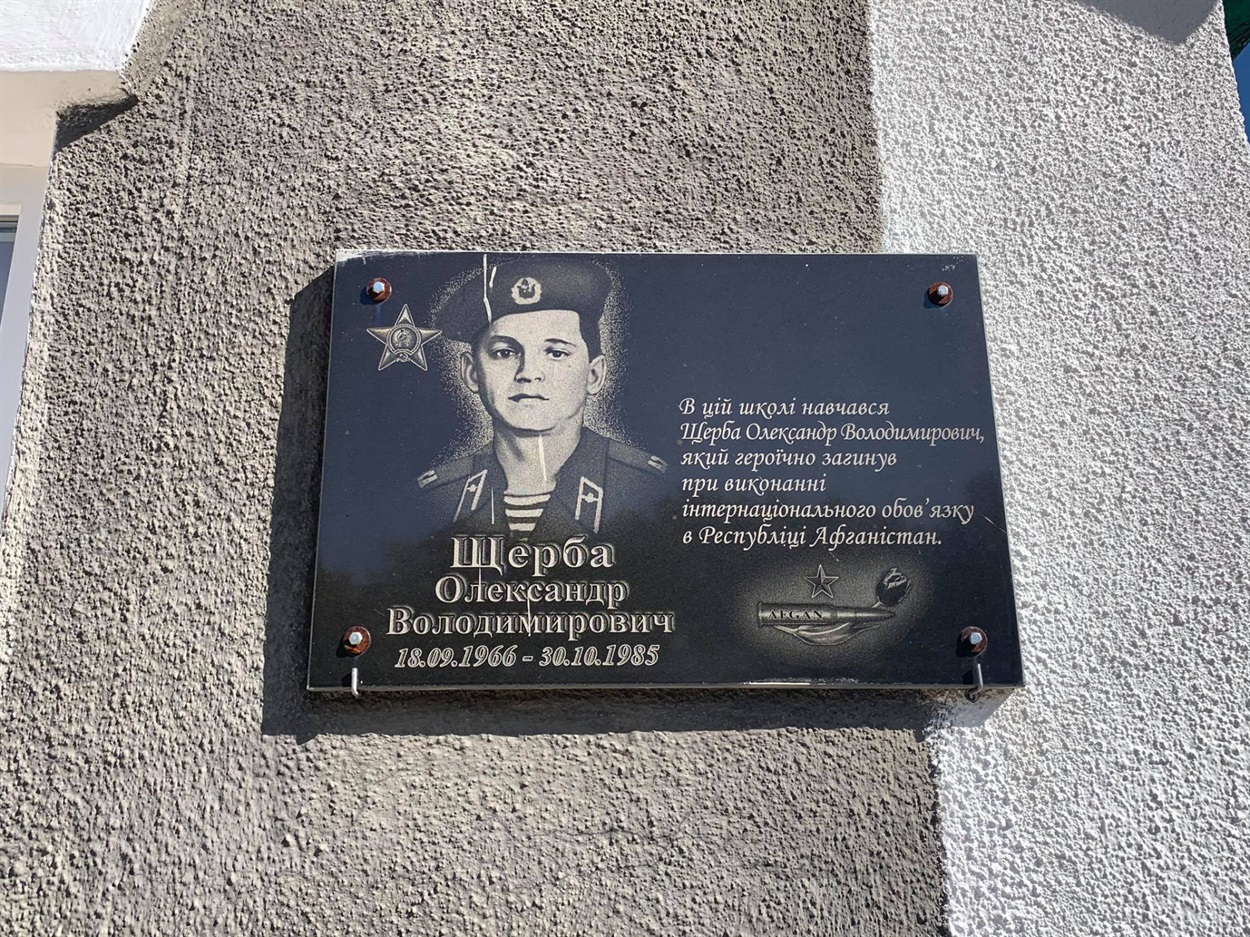 В цій школі навчався
Щерба Олександр Володимирович,
який героїчно загинув
при виконанні
інтернаціонального обов’язку
в Республіці Афганістан.
Щерба
Олександр
Володимирович
18.09.1966 - 30.10.1985
AFGAN